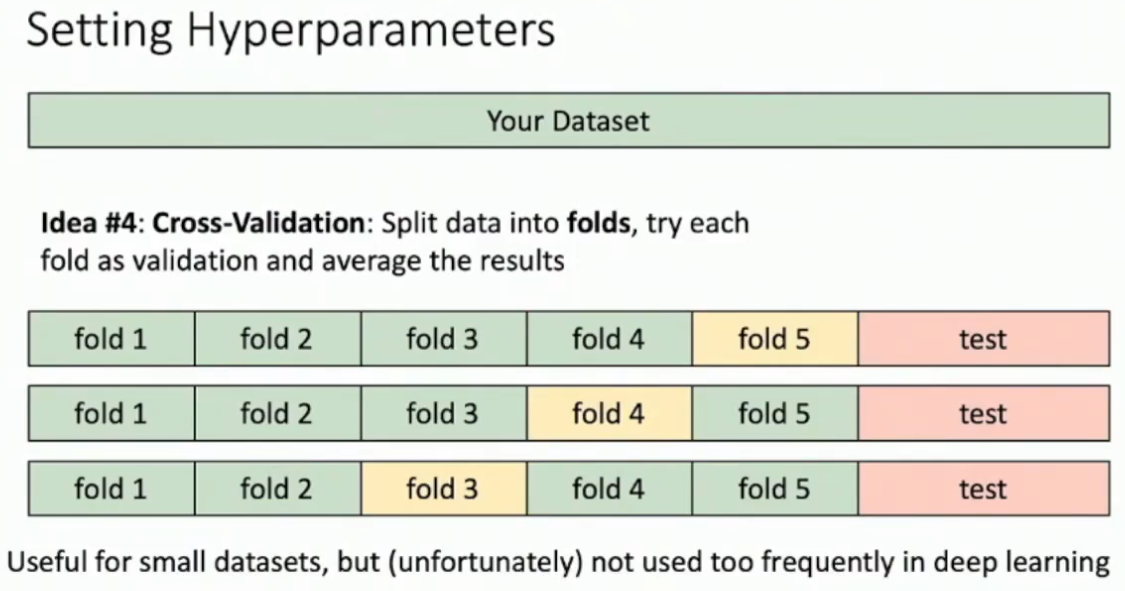 Setting Hyperparameters
Your Dataset
Idea #4: Cross-Validation: Split data into folds, try each
fold as validation and average the results
fold 1 fold 2 fold 3 fold 4 fold 5 test
fold 1 fold 2 fold 3 fold 4 fold 5 test
fold 1 fold 2 fold 3 fold 4 fold 5 test
Useful for small datasets, but (unfortunately) not used too frequently in deep learning